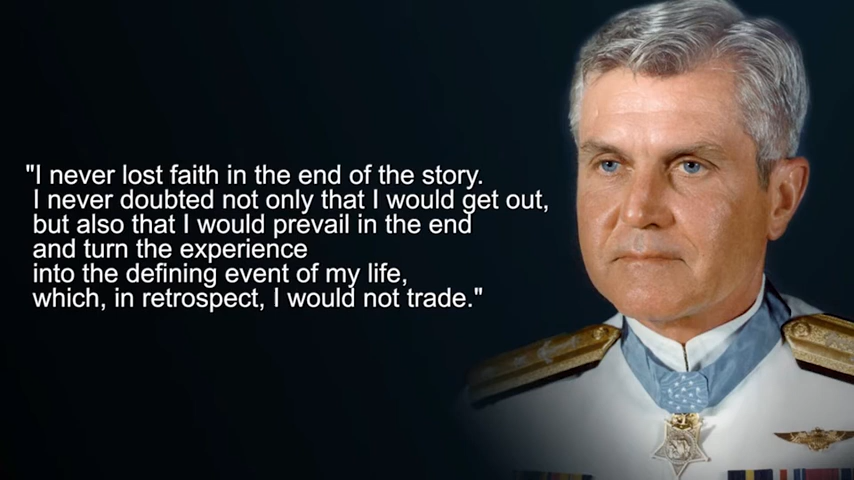 "I never lost faith in the end of the story.
I never doubted not only that I would get out,
but also that I would prevail in the end
and turn the experience
into the defining event of my life,
which, in retrospect, I would not trade."